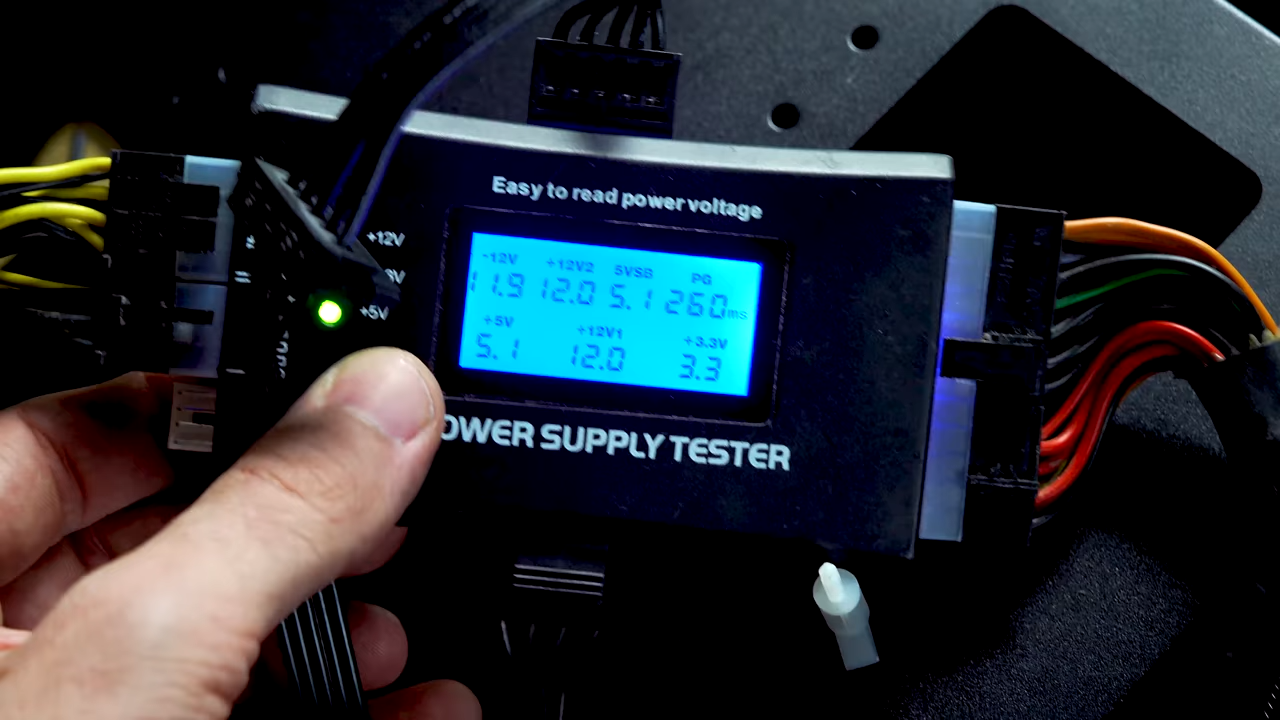 Easy to read power voltage
+12V
+5V
-12V +12V2 5VSB PG
11.9 12.0 5.1 260ms
+5V +12V1 +3.3V
5.1 12.0 3.3
OWER SUPPLY TESTER